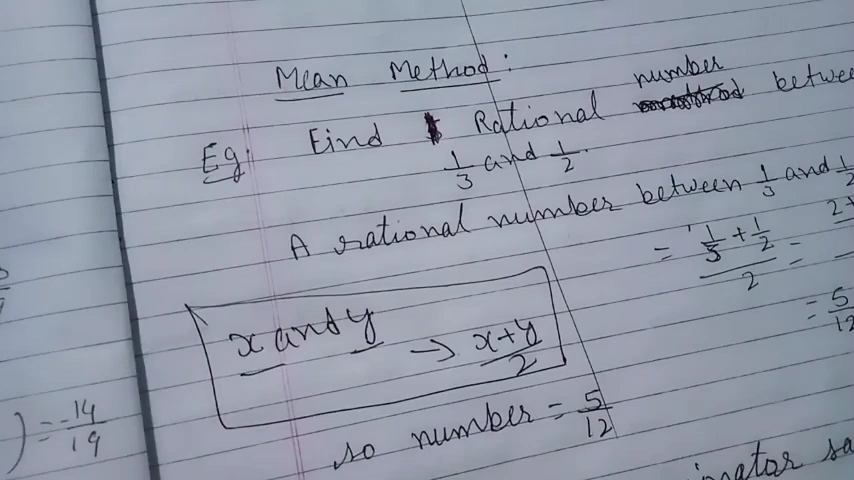 Mean Method:
Eg: Find Rational number between
1/3 and 1/2.
A rational number between 1/3 and 1/2
= (1/3 + 1/2)/2 =
= 5/12
x and y → (x+y)/2
so number = 5/12
) = -14/19